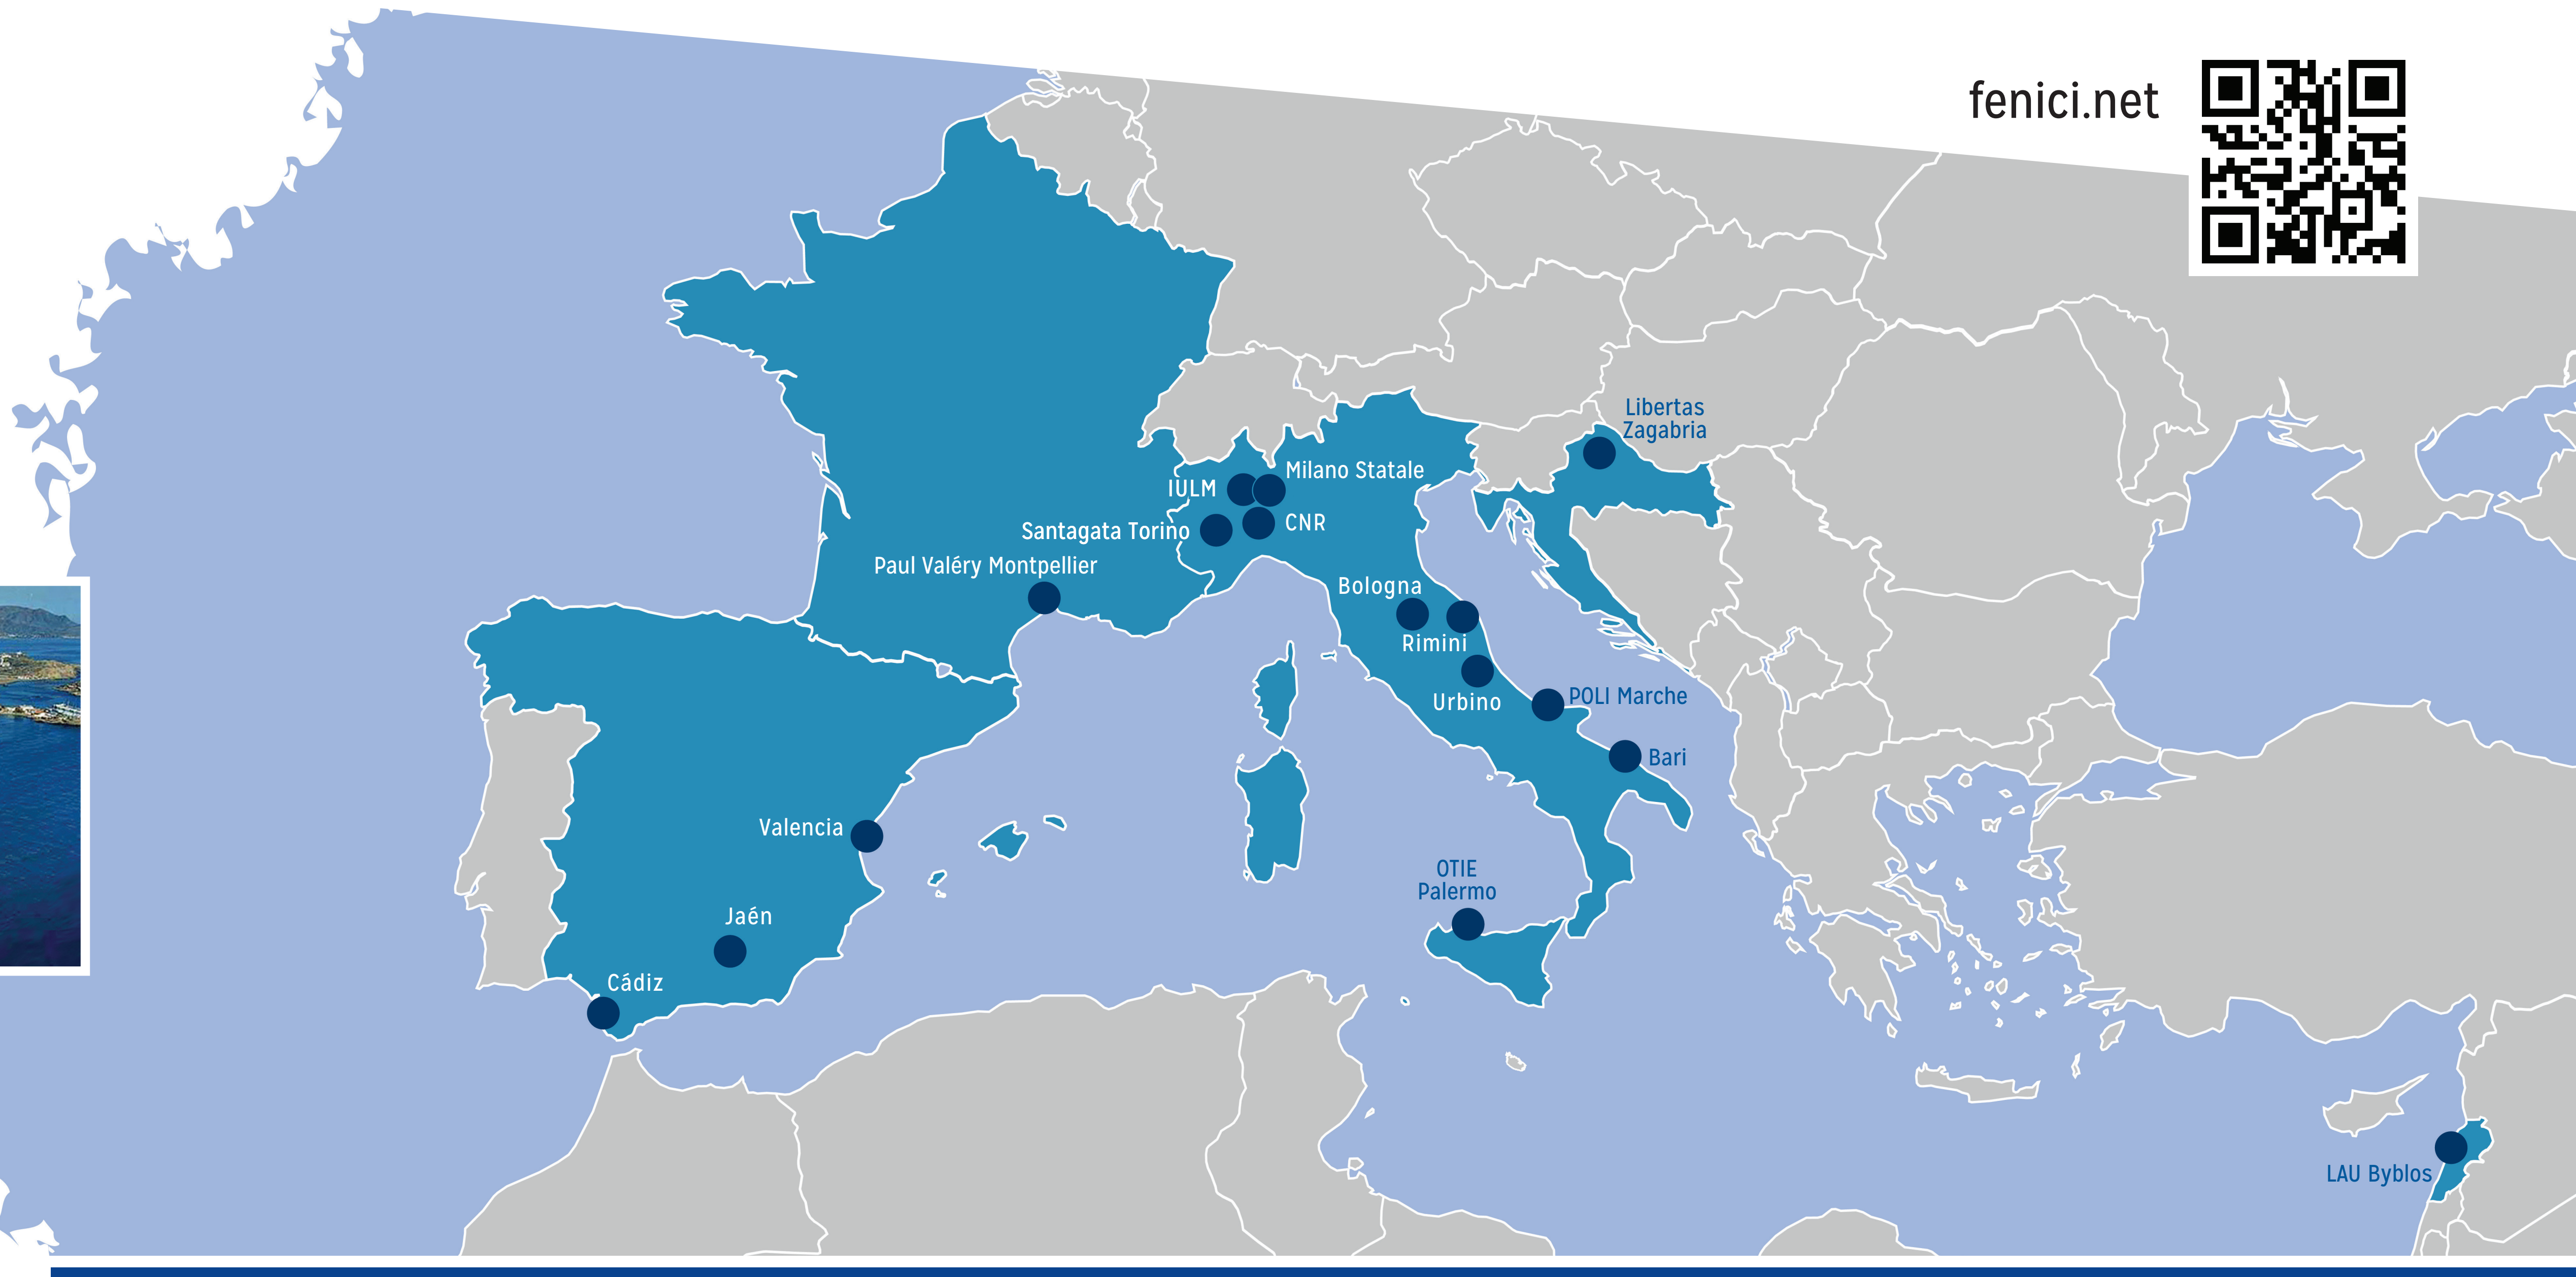 fenici.net
Libertas
Zagabria
Milano Statale
IULM
CNR
Santagata Torino
Paul Valéry Montpellier
Bologna
Rimini
Urbino
POLI Marche
Bari
Valencia
OTIE
Palermo
Jaén
Cádiz
LAU Byblos